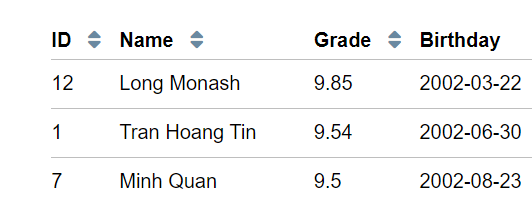 ID Name Grade Birthday
12 Long Monash 9.85 2002-03-22
1 Tran Hoang Tin 9.54 2002-06-30
7 Minh Quan 9.5 2002-08-23